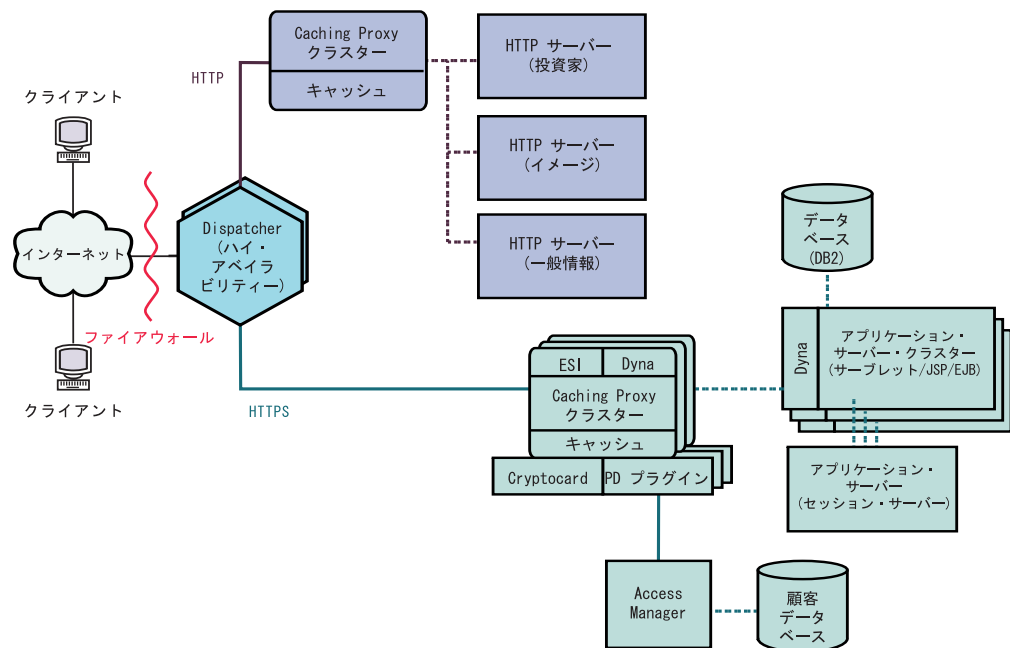 Caching Proxy
クラスター
キャッシュ
HTTP
HTTP サーバー
(投資家)
HTTP サーバー
(イメージ)
HTTP サーバー
(一般情報)
クライアント
インターネット
Dispatcher
(ハイ・
アベイラ
ビリティー)
ファイアウォール
クライアント
HTTPS
データ
ベース
(DB2)
Dyna
アプリケーション・
サーバー・クラスター
(サーブレット/JSP/EJB)
ESI
Dyna
Caching Proxy
クラスター
キャッシュ
Cryptocard
PD プラグイン
アプリケーション・
サーバー
(セッション・サーバー)
Access
Manager
顧客
データ
ベース